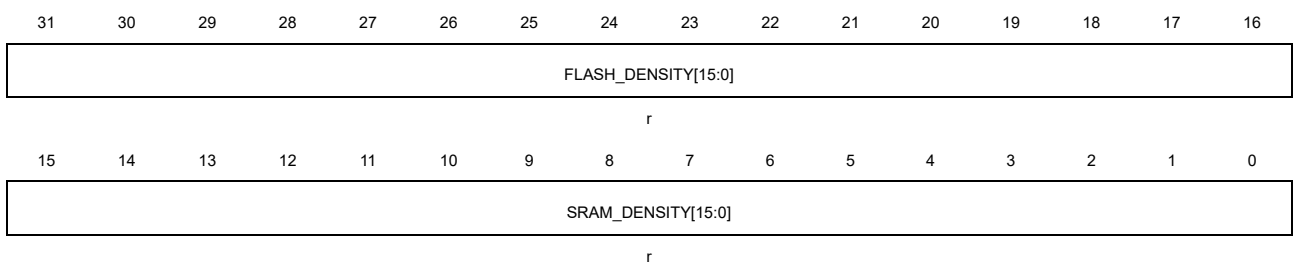 31 30 29 28 27 26 25 24 23 22 21 20 19 18 17 16
FLASH_DENSITY[15:0]
r
15 14 13 12 11 10 9 8 7 6 5 4 3 2 1 0
SRAM_DENSITY[15:0]
r